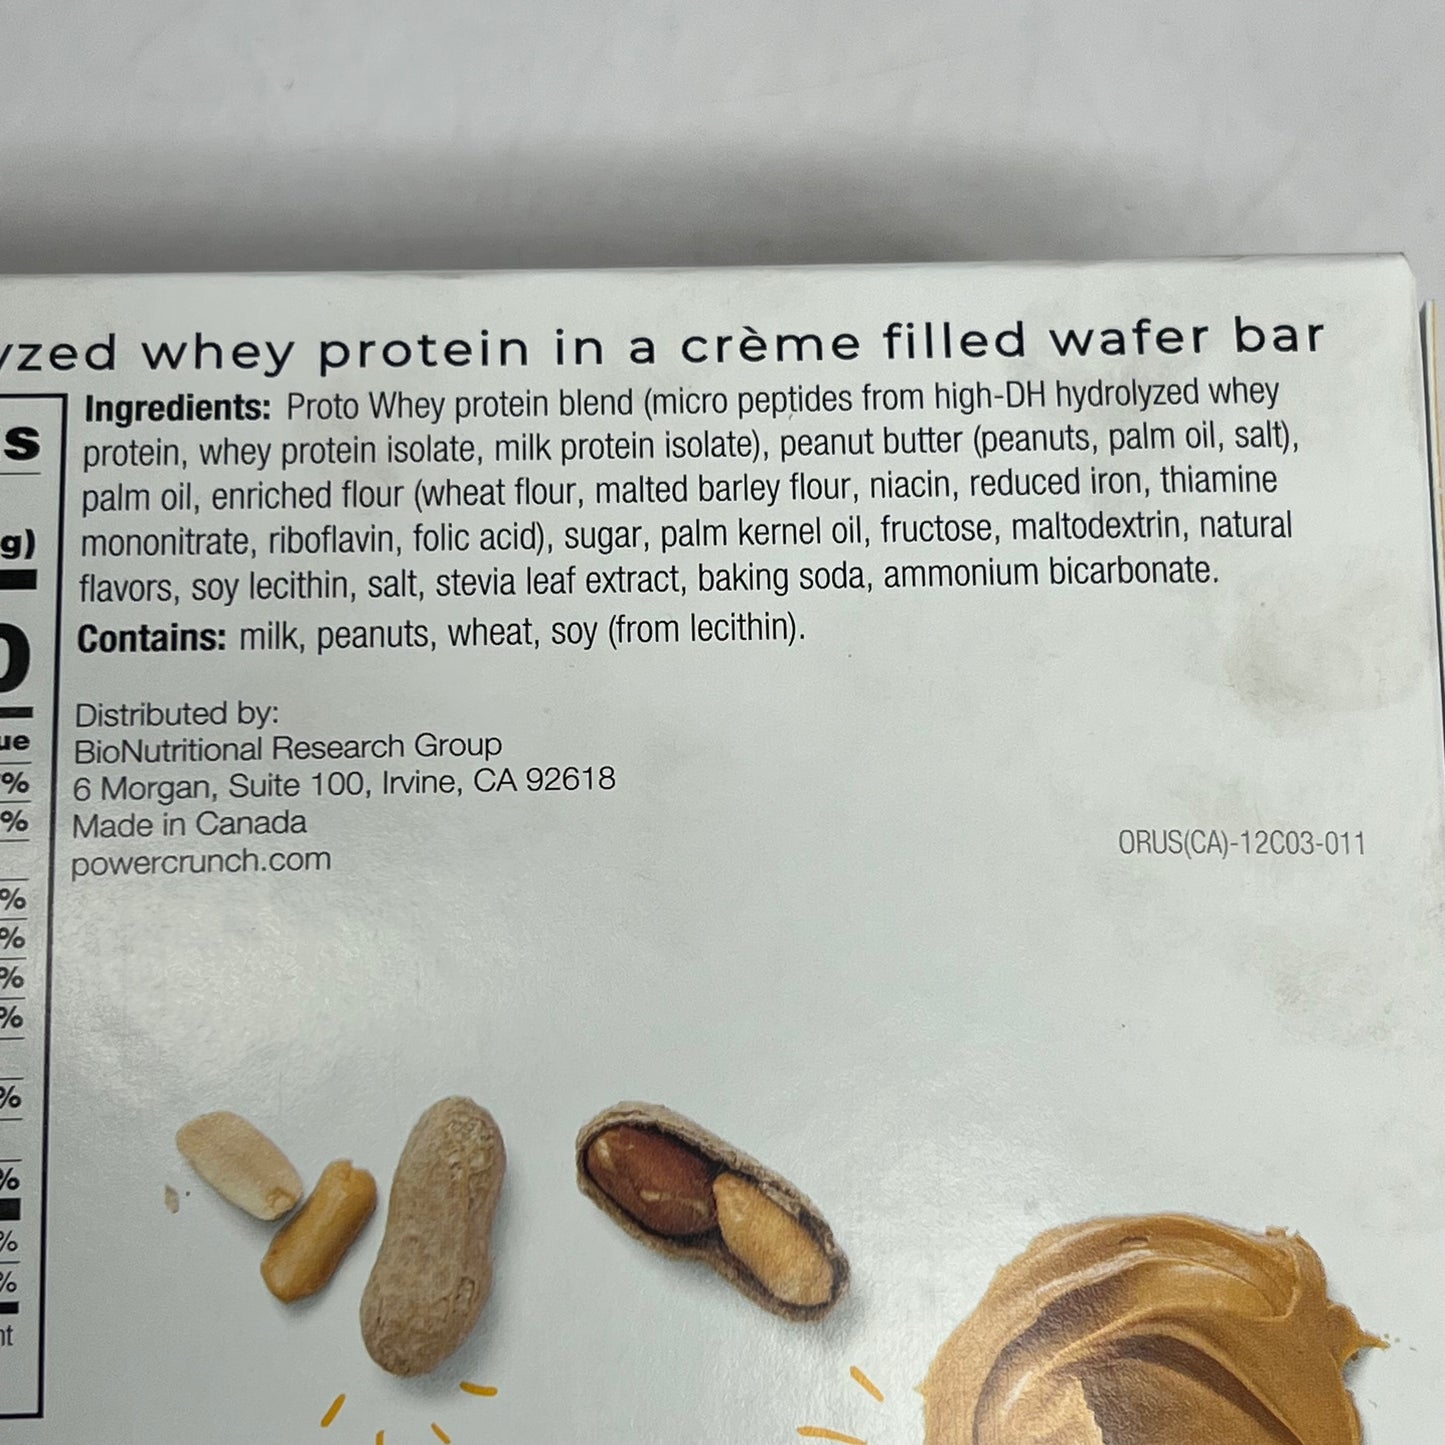 yzed whey protein in a crème filled wafer bar
Ingredients: Proto Whey protein blend (micro peptides from high-DH hydrolyzed whey
protein, whey protein isolate, milk protein isolate), peanut butter (peanuts, palm oil, salt),
palm oil, enriched flour (wheat flour, malted barley flour, niacin, reduced iron, thiamine
mononitrate, riboflavin, folic acid), sugar, palm kernel oil, fructose, maltodextrin, natural
flavors, soy lecithin, salt, stevia leaf extract, baking soda, ammonium bicarbonate.
Contains: milk, peanuts, wheat, soy (from lecithin).
Distributed by:
BioNutritional Research Group
6 Morgan, Suite 100, Irvine, CA 92618
Made in Canada
powercrunch.com
ORUS(CA)-12C03-011
s
g)
0
ue
%
%
%
%
%
%
%
%
%
%
nt